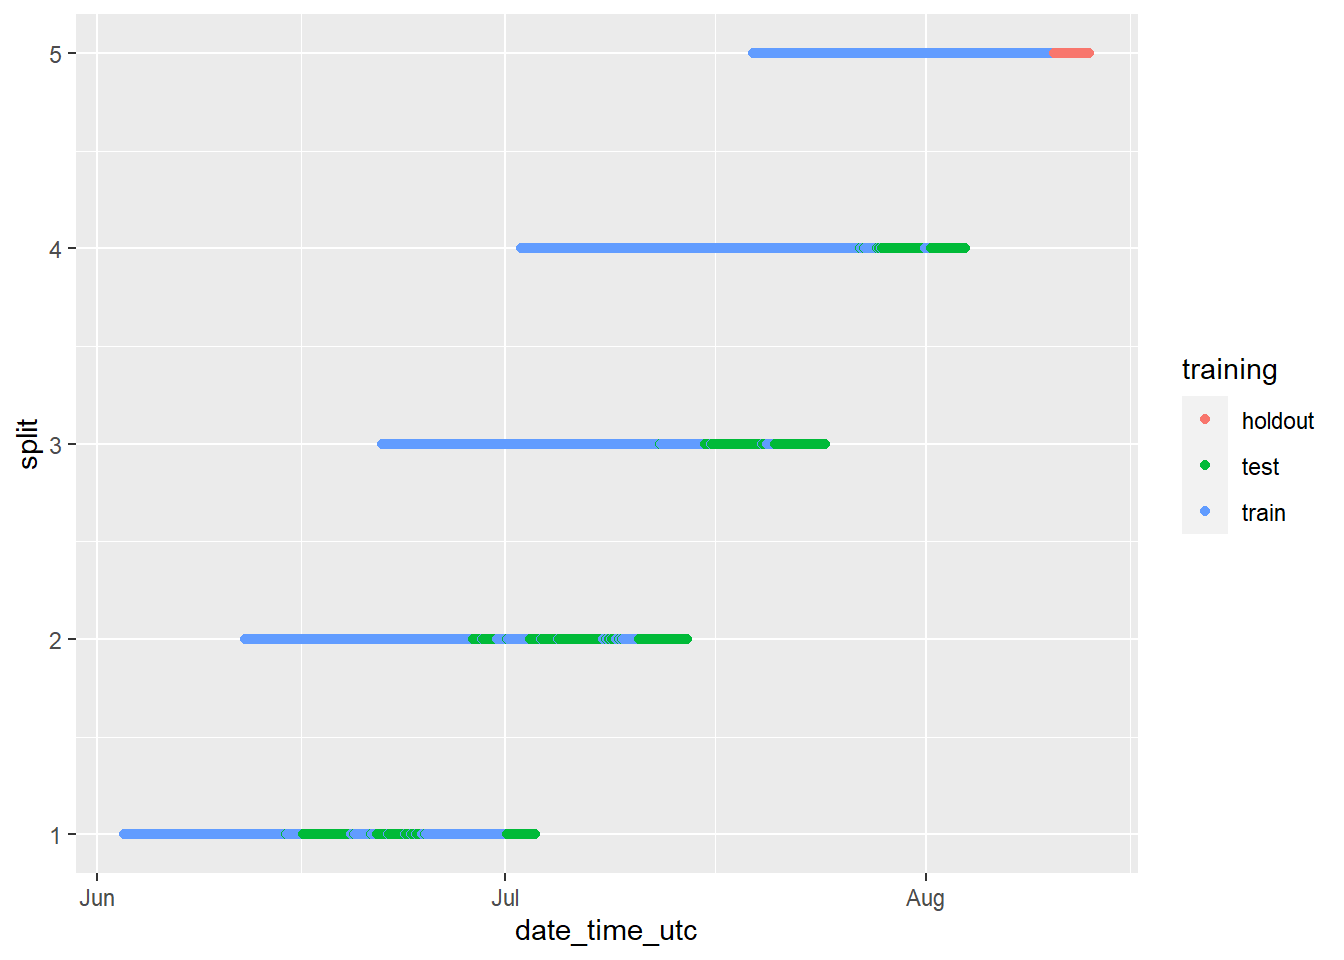 5
4
3
2
1
split
Jun
Jul
Aug
date_time_utc
training
holdout
test
train